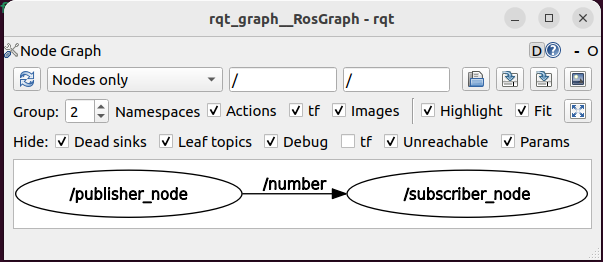 rqt_graph__RosGraph - rqt
Node Graph D ? - O
Nodes only / /
Group: 2 Namespaces Actions tf Images Highlight Fit
Hide: Dead sinks Leaf topics Debug tf Unreachable Params
/publisher_node /number /subscriber_node